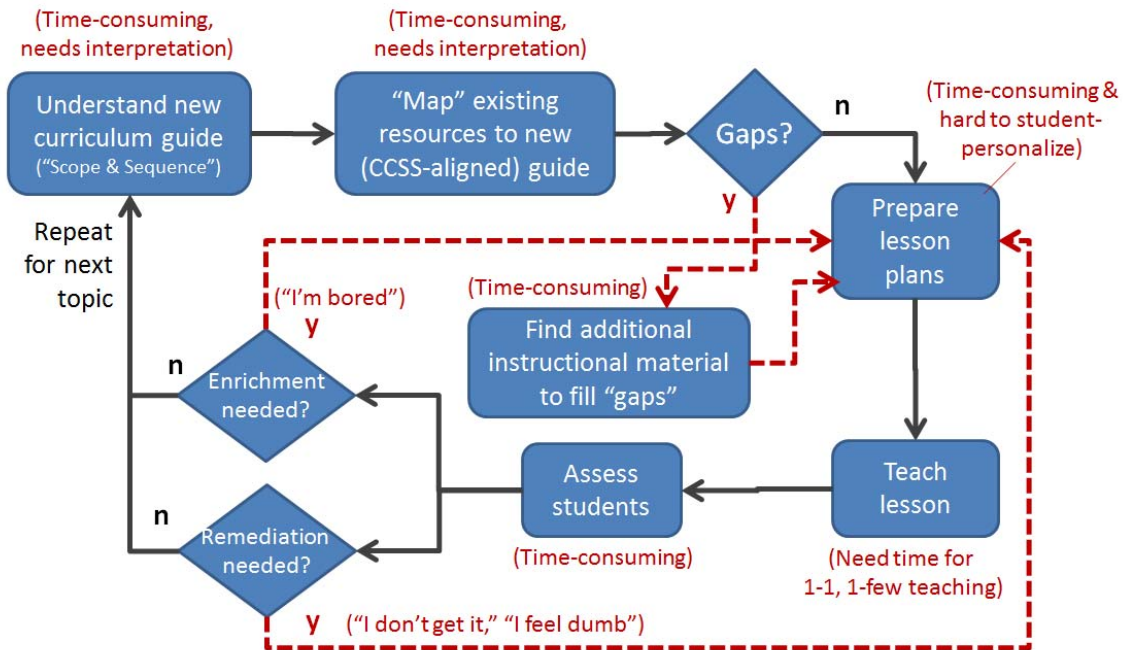 (Time-consuming,
needs interpretation)
(Time-consuming,
needs interpretation)
Understand new
curriculum guide
(“Scope & Sequence”)
“Map” existing
resources to new
(CCSS-aligned) guide
Gaps?
n
y
(Time-consuming &
hard to student-
personalize)
Prepare
lesson
plans
Repeat
for next
topic
(“I’m bored”)
y
(Time-consuming)
Find additional
instructional material
to fill “gaps”
n
Enrichment
needed?
Assess
students
(Time-consuming)
Teach
lesson
(Need time for
1-1, 1-few teaching)
n
Remediation
needed?
y
(“I don’t get it,” “I feel dumb”)